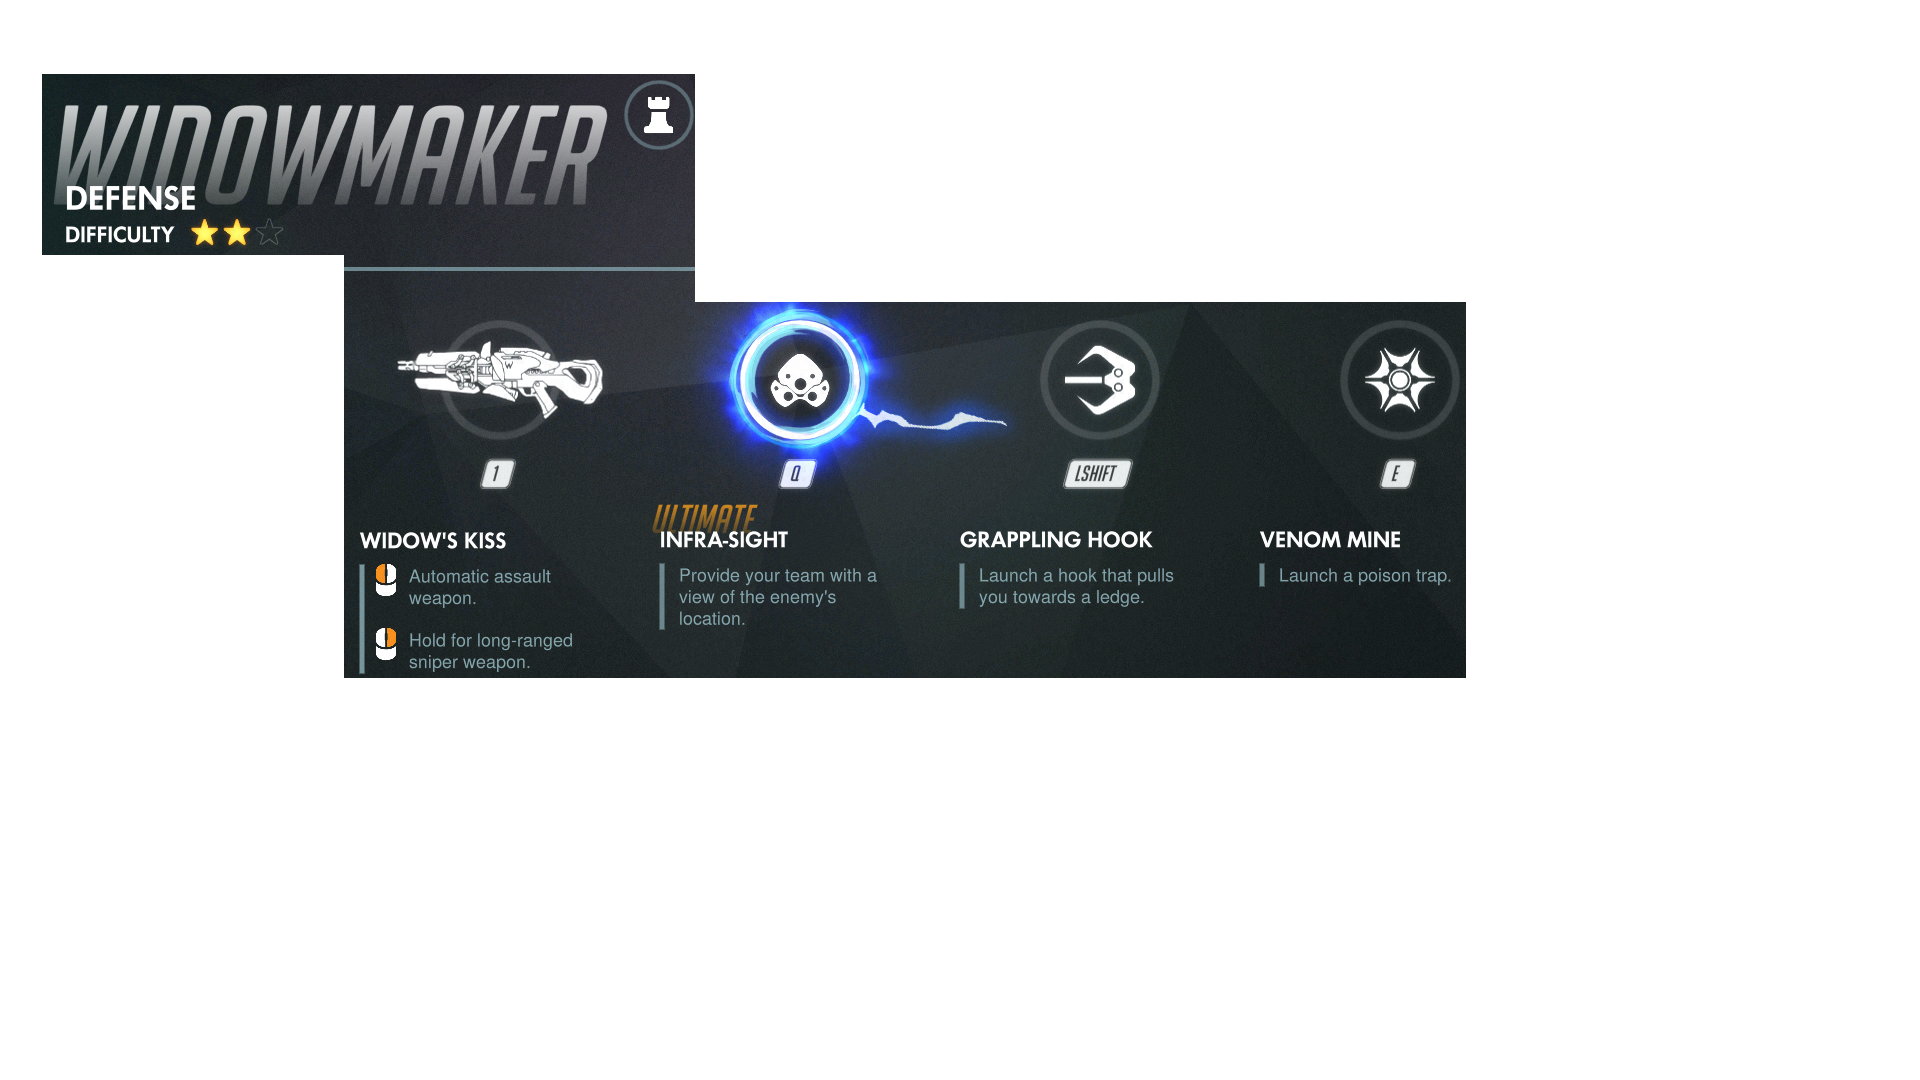 WIDOWMAKER
DEFENSE
DIFFICULTY
1
Q
LSHIFT
E
ULTIMATE
WIDOW'S KISS
INFRA-SIGHT
GRAPPLING HOOK
VENOM MINE
Automatic assault
weapon.
Hold for long-ranged
sniper weapon.
Provide your team with a
view of the enemy's
location.
Launch a hook that pulls
you towards a ledge.
Launch a poison trap.